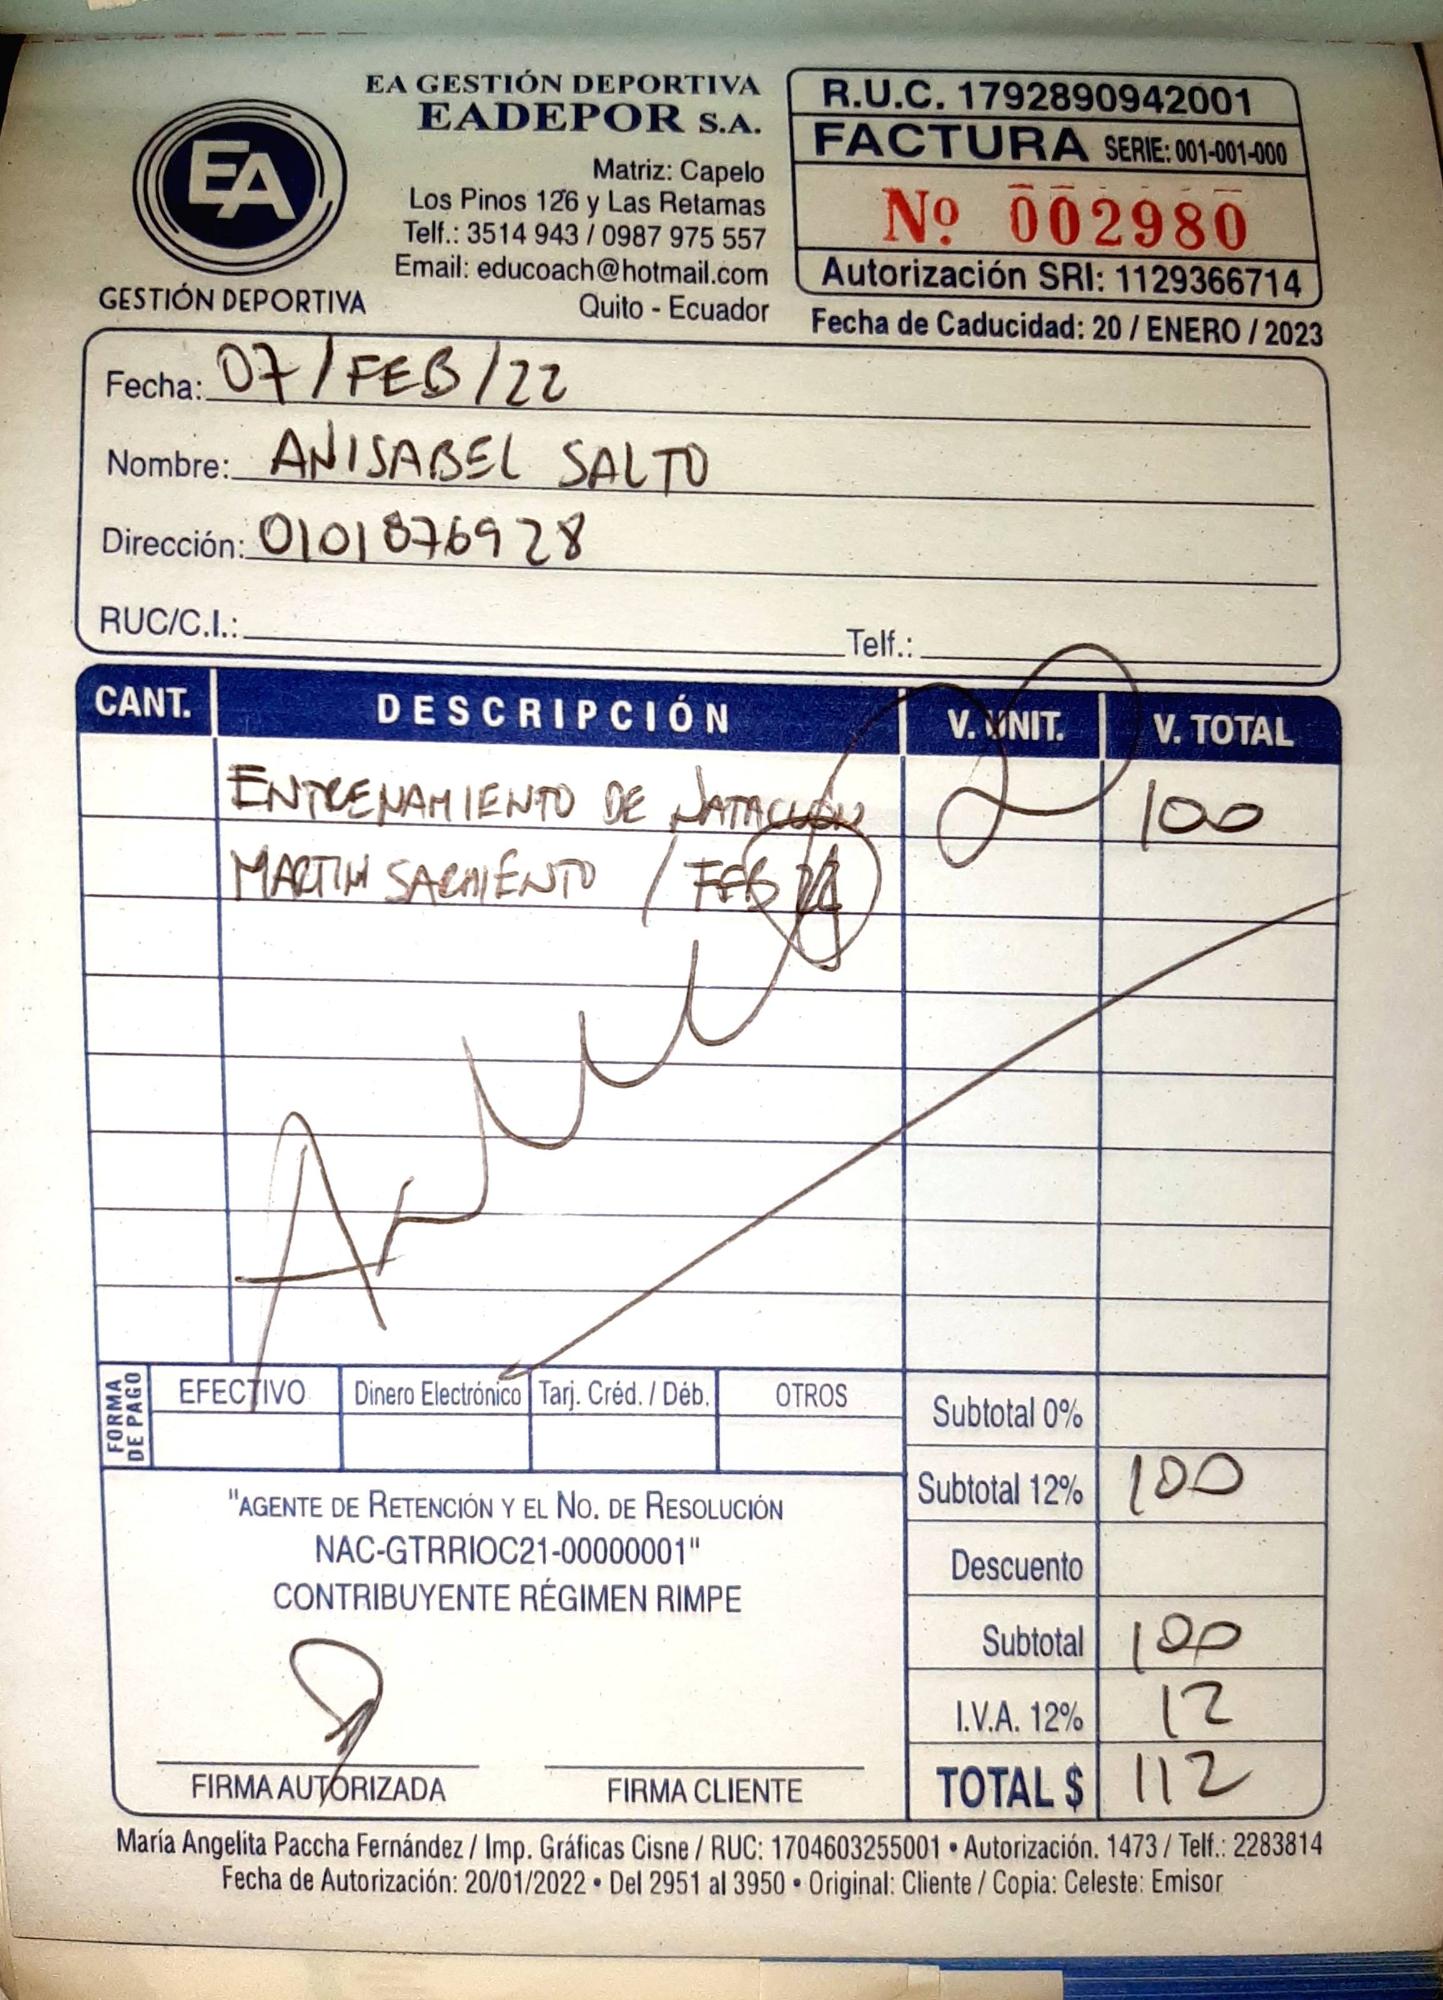 EA GESTIÓN DEPORTIVA
EADEPOR S.A.
Matriz: Capelo
Los Pinos 126 y Las Retamas
Telf.: 3514 943 / 0987 975 557
Email: educoach@hotmail.com
Quito - Ecuador
EA
GESTIÓN DEPORTIVA
R.U.C. 1792890942001
FACTURA SERIE: 001-001-000
Nº 002980
Autorización SRI: 1129366714
Fecha de Caducidad: 20 / ENERO / 2023
Fecha: 07/FEB/22
Nombre: ANISABEL SALTO
Dirección: 0101876928
RUC/C.I.: Telf.:
CANT. DESCRIPCIÓN V. UNIT. V. TOTAL
ENTRENAMIENTO DE NATACIÓN 100
MARTIN SARMIENTO / FEB
FORMA DE PAGO
EFECTIVO Dinero Electrónico Tarj. Créd. / Déb. OTROS
Subtotal 0%
Subtotal 12% 100
Descuento
Subtotal 100
I.V.A. 12% 12
TOTAL $ 112
"AGENTE DE RETENCIÓN Y EL NO. DE RESOLUCIÓN
NAC-GTRRIOC21-00000001"
CONTRIBUYENTE RÉGIMEN RIMPE
FIRMA AUTORIZADA FIRMA CLIENTE
María Angelita Paccha Fernández / Imp. Gráficas Cisne / RUC: 1704603255001 • Autorización. 1473 / Telf.: 2283814
Fecha de Autorización: 20/01/2022 • Del 2951 al 3950 • Original: Cliente / Copia: Celeste: Emisor